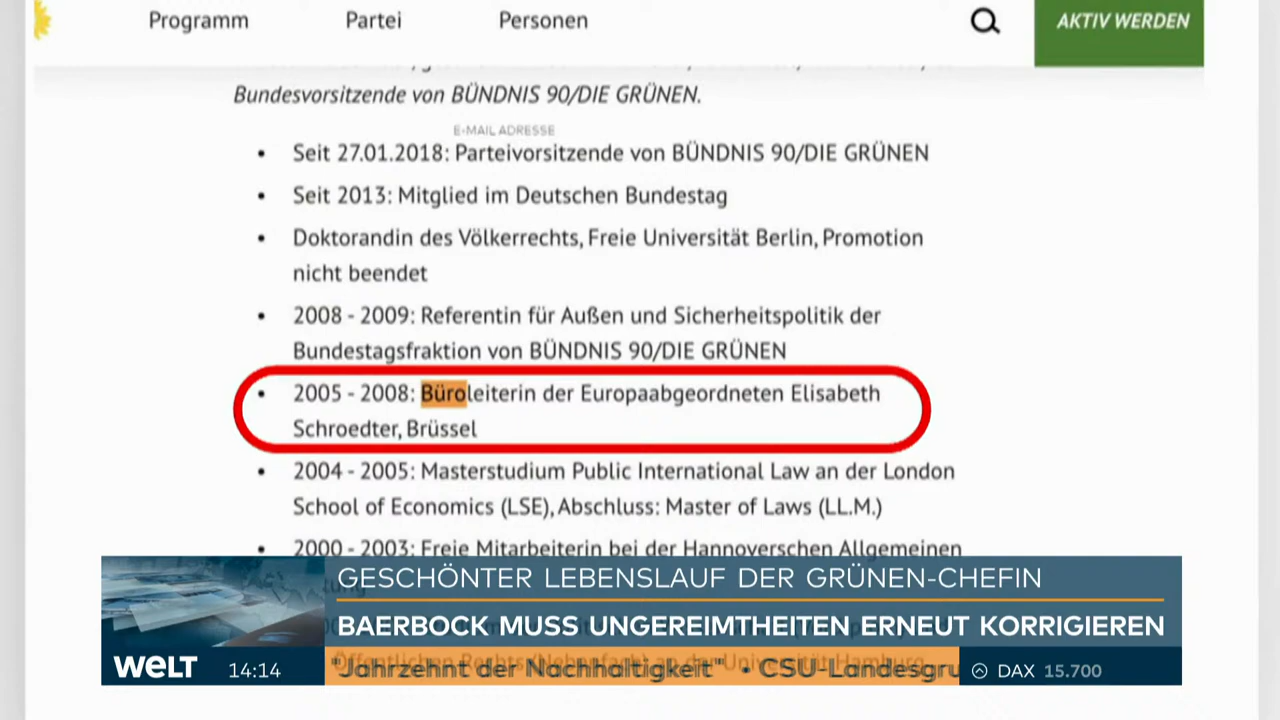 Programm
Partei
Personen
AKTIV WERDEN
Bundesvorsitzende von BÜNDNIS 90/DIE GRÜNEN.
E-MAIL ADRESSE
• Seit 27.01.2018: Parteivorsitzende von BÜNDNIS 90/DIE GRÜNEN
• Seit 2013: Mitglied im Deutschen Bundestag
• Doktorandin des Völkerrechts, Freie Universität Berlin, Promotion
nicht beendet
• 2008 - 2009: Referentin für Außen und Sicherheitspolitik der
Bundestagsfraktion von BÜNDNIS 90/DIE GRÜNEN
• 2005 - 2008: Büroleiterin der Europaabgeordneten Elisabeth
Schroedter, Brüssel
• 2004 - 2005: Masterstudium Public International Law an der London
School of Economics (LSE), Abschluss: Master of Laws (LL.M.)
• 2000 - 2003: Freie Mitarbeiterin bei der Hannoverschen Allgemeinen
GESCHÖNTER LEBENSLAUF DER GRÜNEN-CHEFIN
BAERBOCK MUSS UNGEREIMTHEITEN ERNEUT KORRIGIEREN
WELT
14:14
"Jahrzehnt der Nachhaltigkeit" • CSU-Landesgru
DAX 15.700